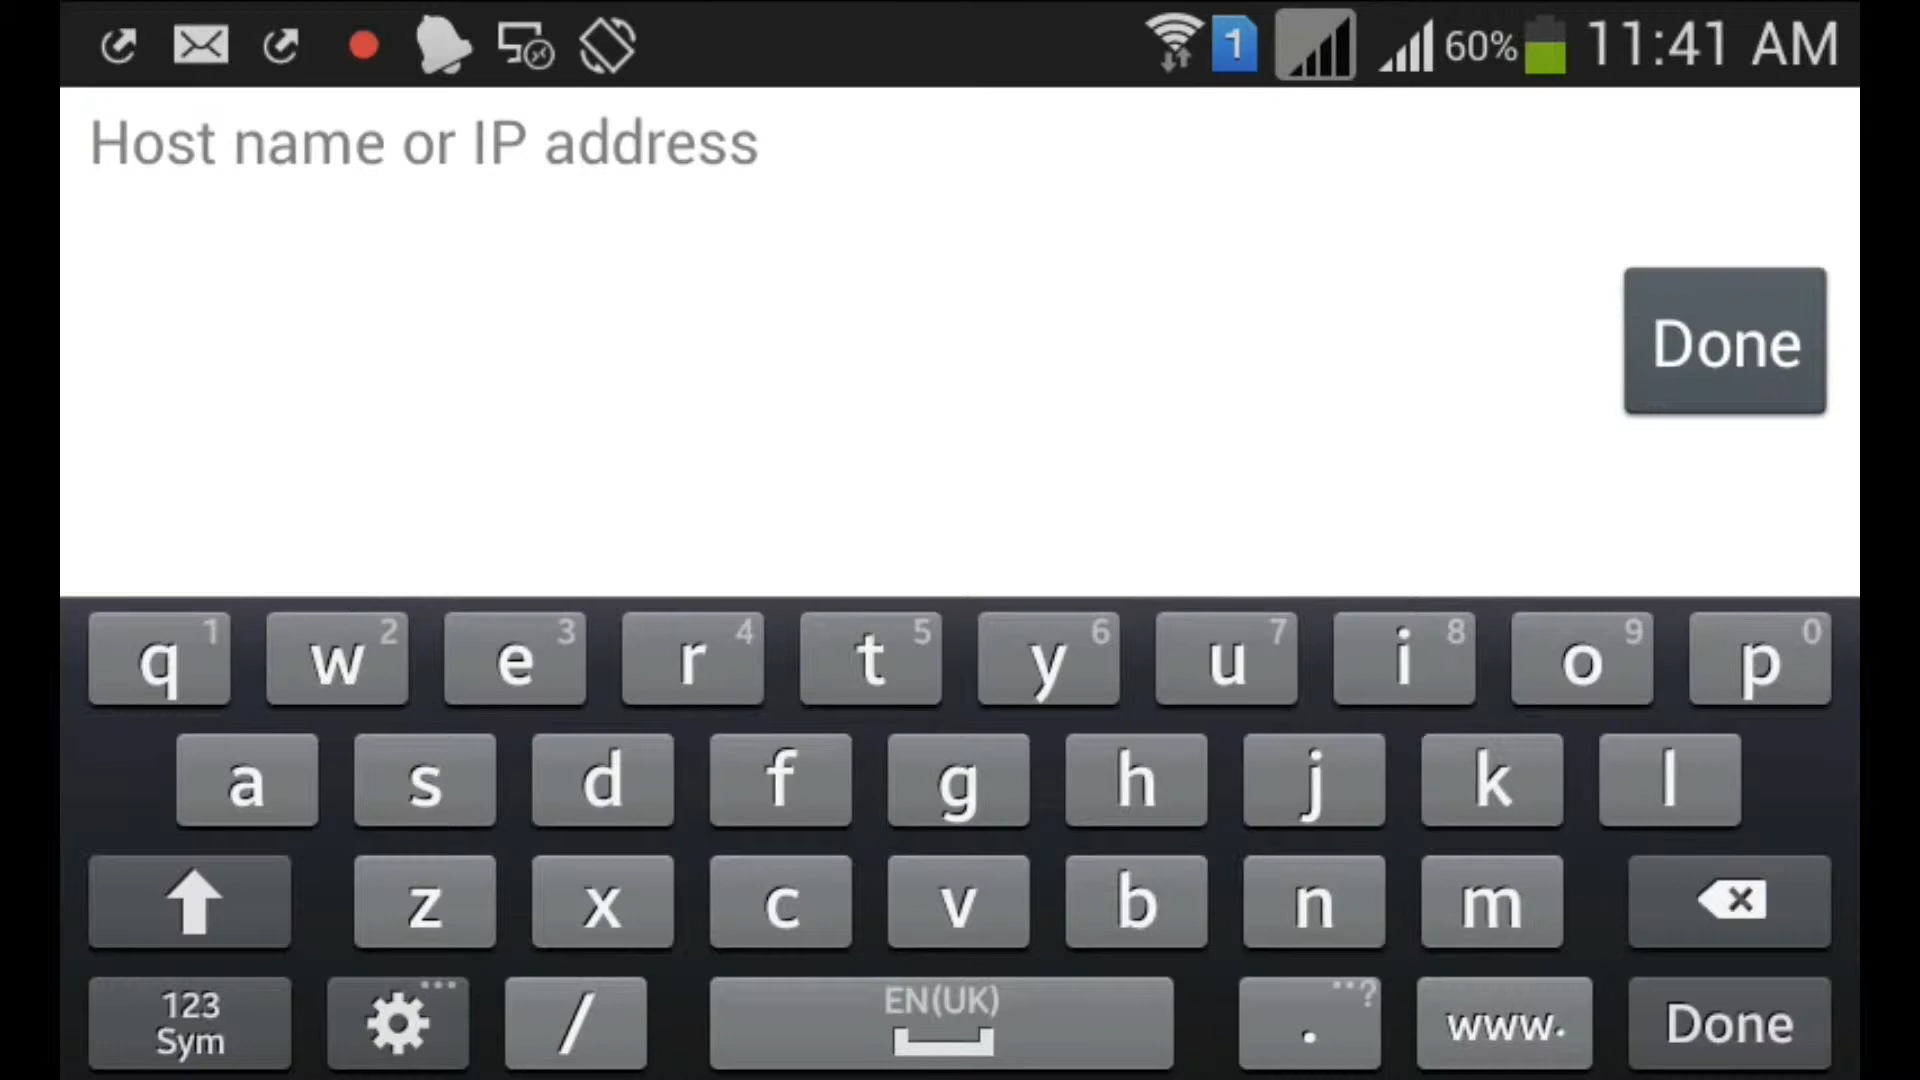 1 60% 11:41 AM
Host name or IP address
Done
q 1 w 2 e 3 r 4 t 5 y 6 u 7 i 8 o 9 p 0
a s d f g h j k l
z x c v b n m
123 Sym ... / EN(UK) . ? www. Done